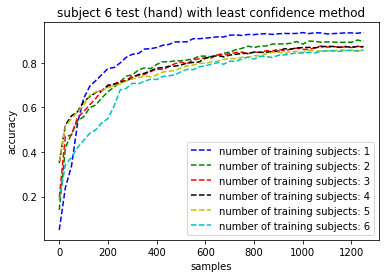 subject 6 test (hand) with least confidence method
accuracy
0.8
0.6
0.4
0.2
number of training subjects: 1
number of training subjects: 2
number of training subjects: 3
number of training subjects: 4
number of training subjects: 5
number of training subjects: 6
0 200 400 600 800 1000 1200
samples